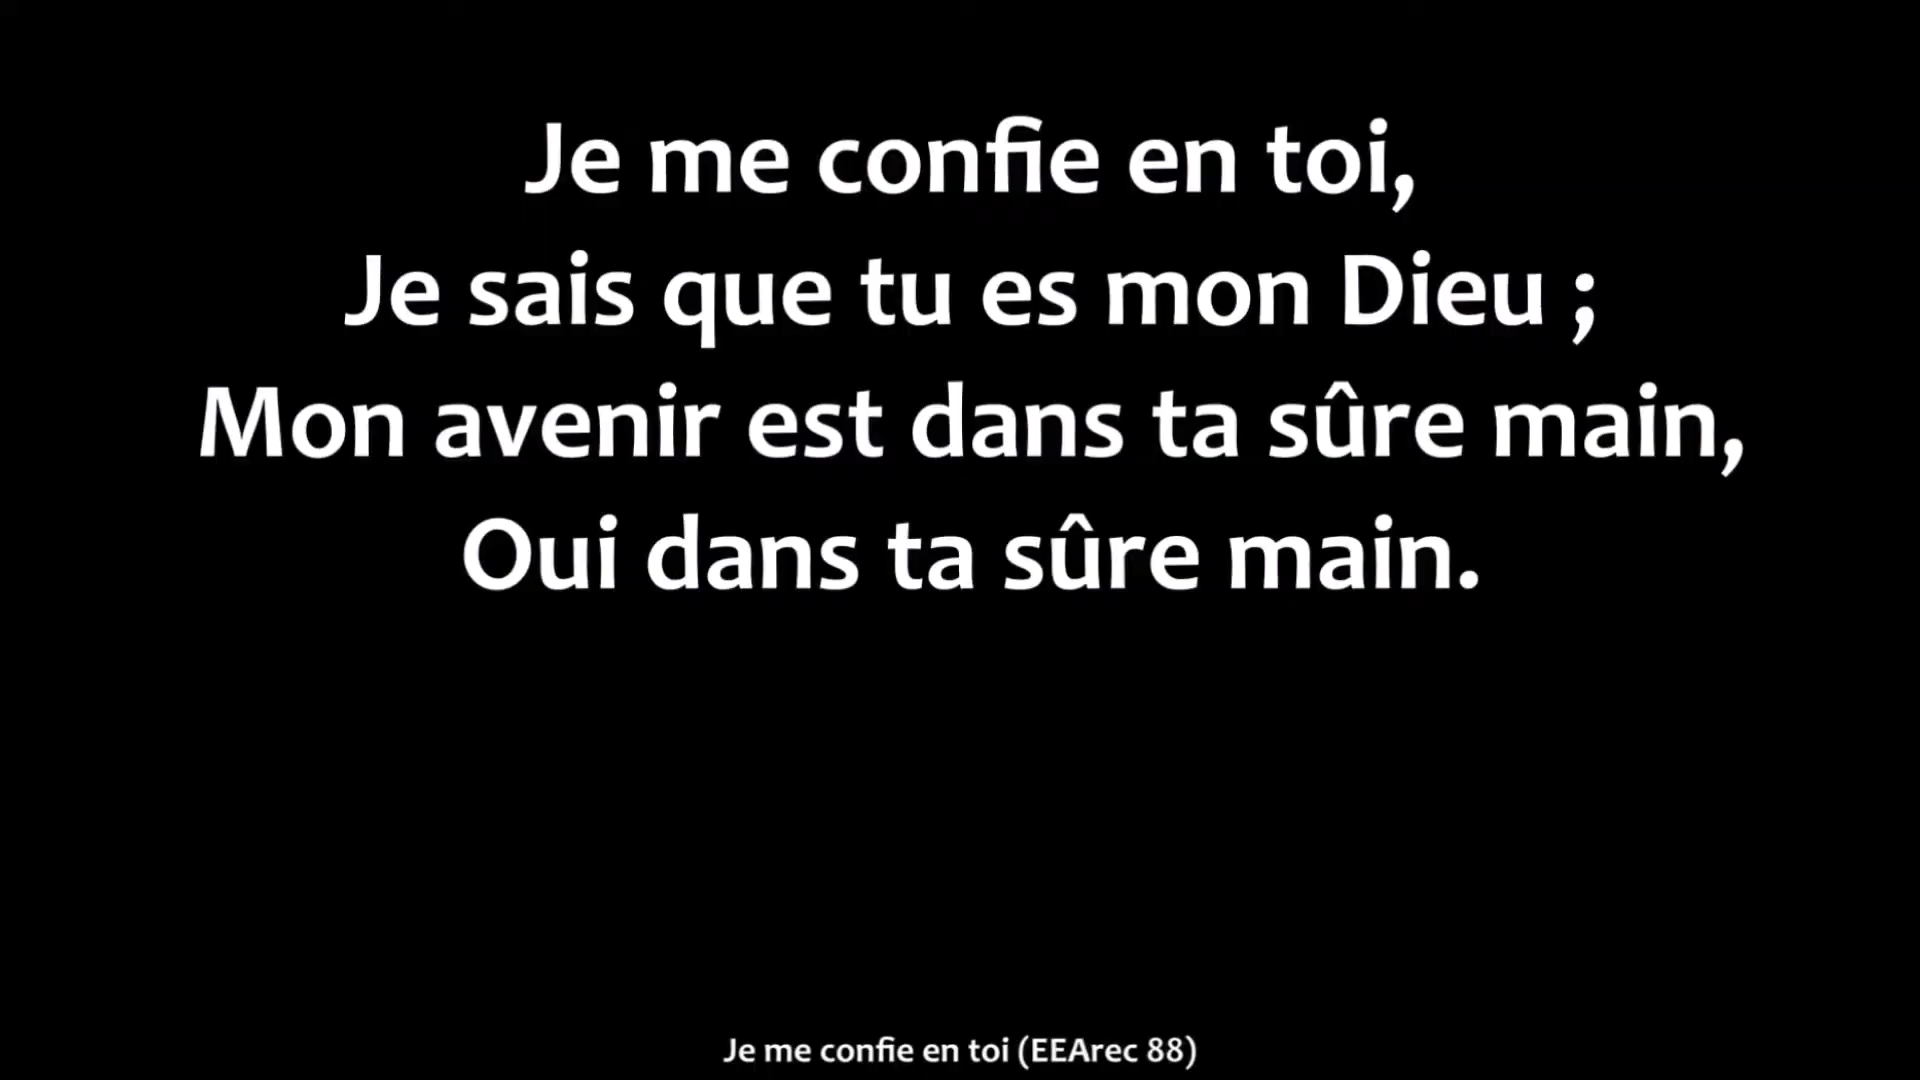 Je me confie en toi,
Je sais que tu es mon Dieu ;
Mon avenir est dans ta sûre main,
Oui dans ta sûre main.
Je me confie en toi (EEArec 88)